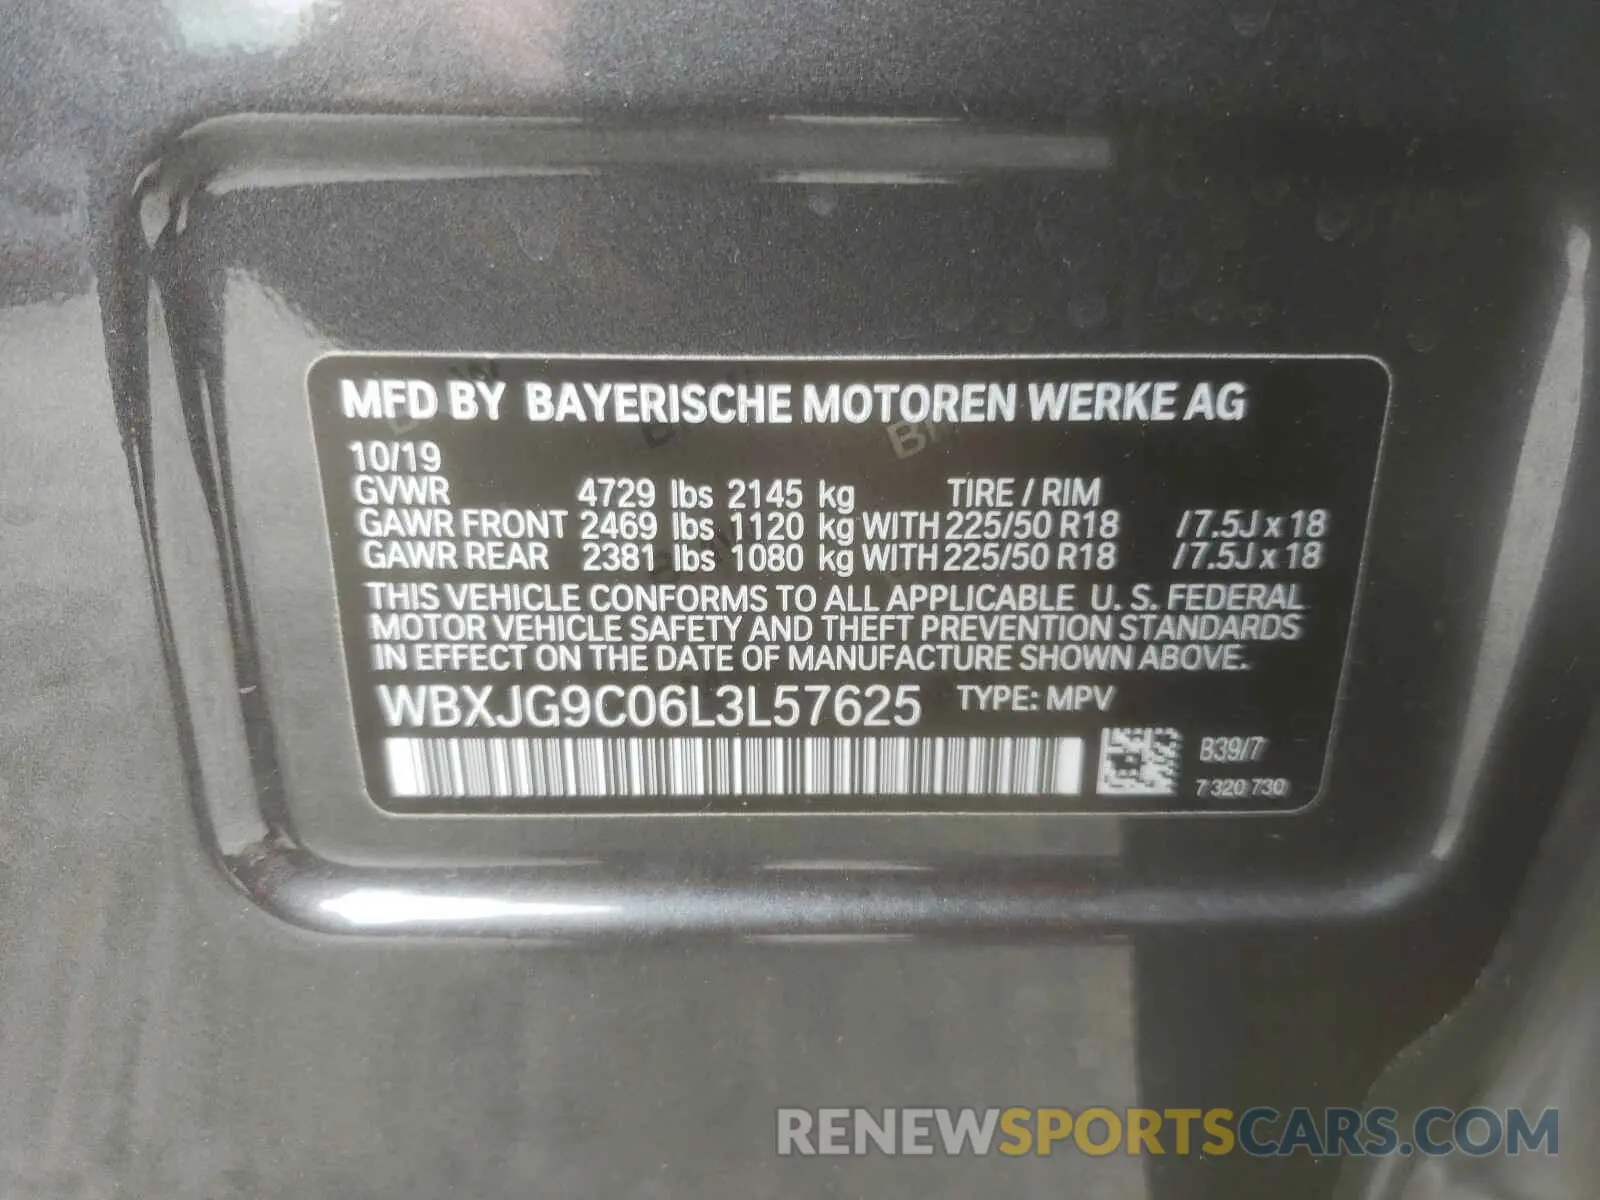 MFD BY BAYERISCHE MOTOREN WERKE AG
10/19
GVWR 4729 lbs 2145 kg TIRE / RIM
GAWR FRONT 2469 lbs 1120 kg WITH 225/50 R18 / 7.5J x 18
GAWR REAR 2381 lbs 1080 kg WITH 225/50 R18 / 7.5J x 18
THIS VEHICLE CONFORMS TO ALL APPLICABLE U. S. FEDERAL
MOTOR VEHICLE SAFETY AND THEFT PREVENTION STANDARDS
IN EFFECT ON THE DATE OF MANUFACTURE SHOWN ABOVE.
WBXJG9C06L3L57625 TYPE: MPV
B39/7
7 320 730
RENEWSPORTSCARS.COM